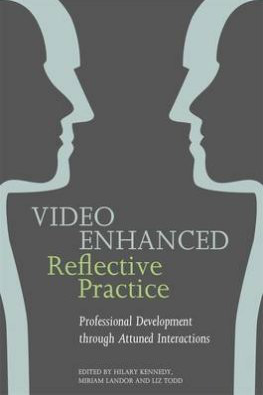 VIDEO
ENHANCED
Reflective
Practice
Professional Development
through Attuned Interactions
EDITED BY HILARY KENNEDY,
MIRIAM LANDOR AND LIZ TODD